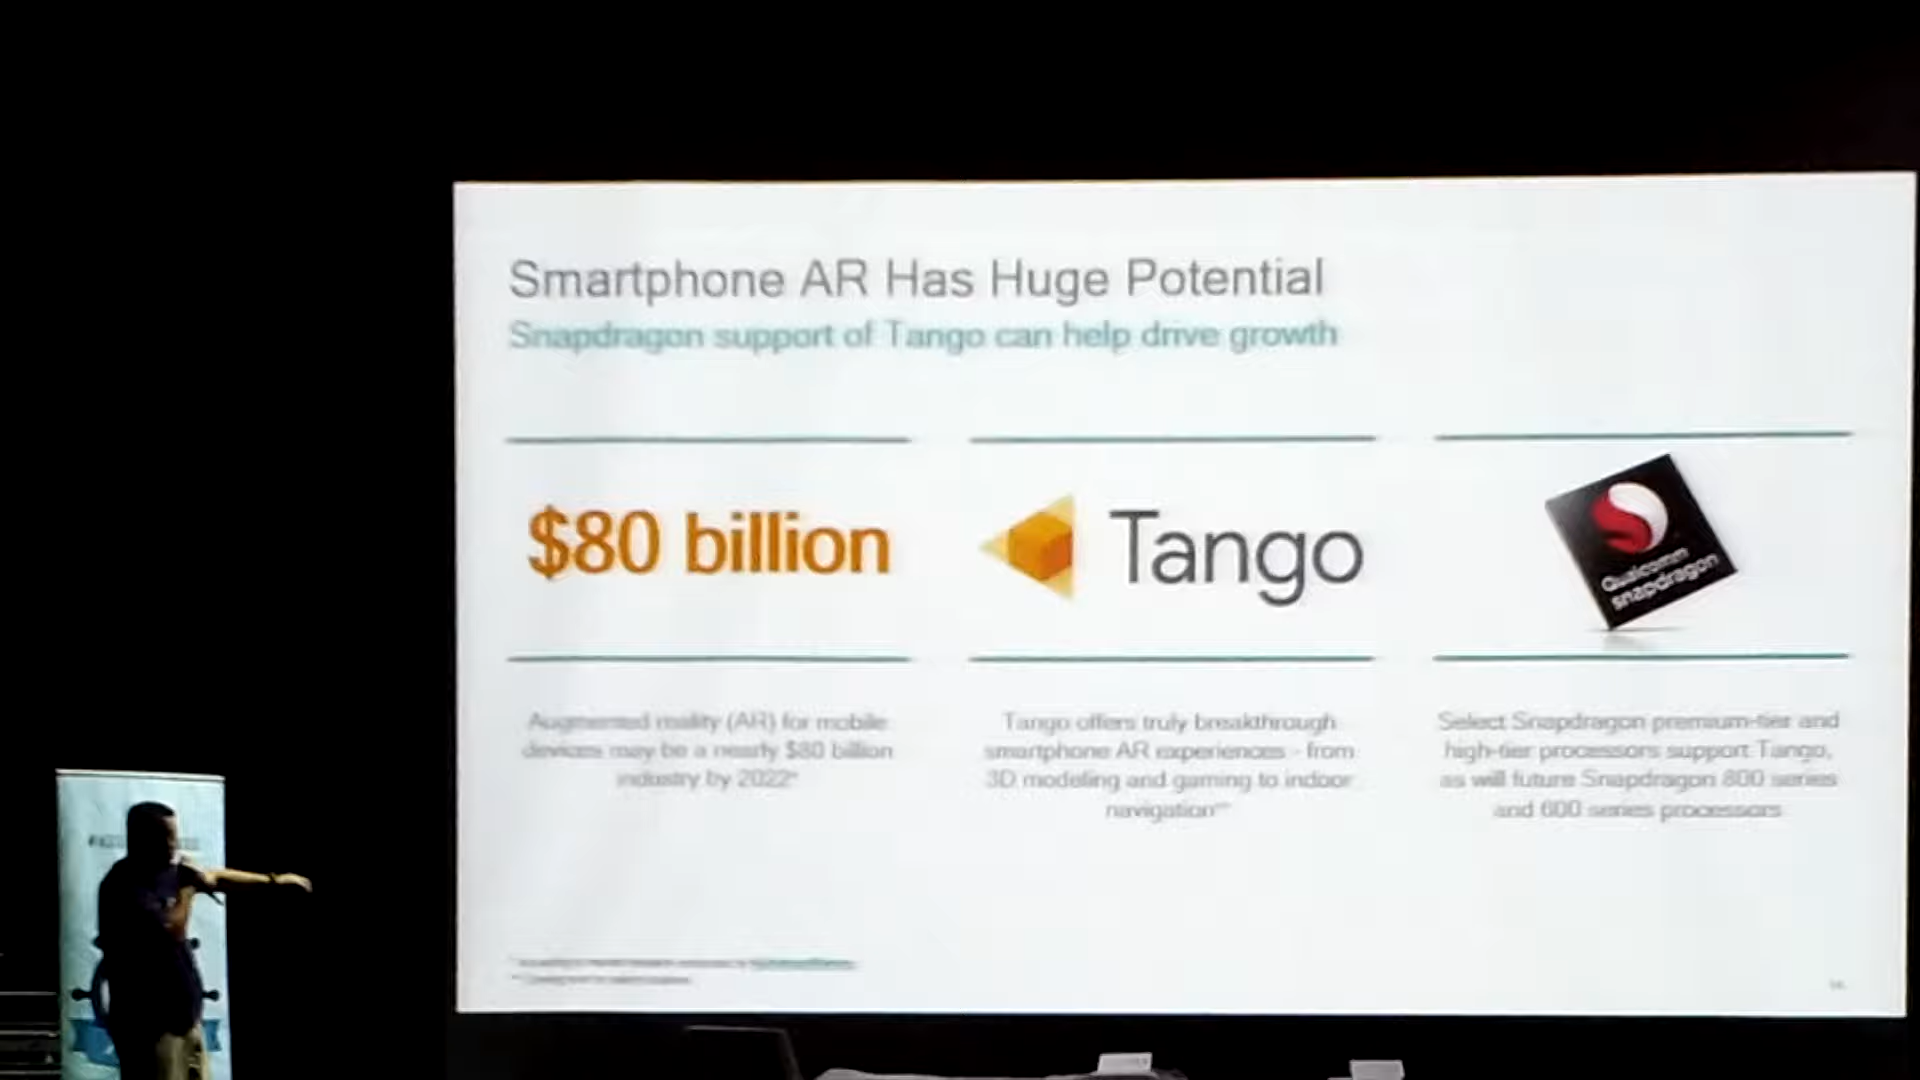 Smartphone AR Has Huge Potential
Snapdragon support of Tango can help drive growth
$80 billion
Tango
Qualcomm
snapdragon
Augmented reality (AR) for mobile
devices may be a nearly $80 billion
industry by 2022*
Tango offers truly breakthrough
smartphone AR experiences - from
3D modeling and gaming to indoor
navigation**
Select Snapdragon premium-tier and
high-tier processors support Tango,
as will future Snapdragon 800 series
and 600 series processors